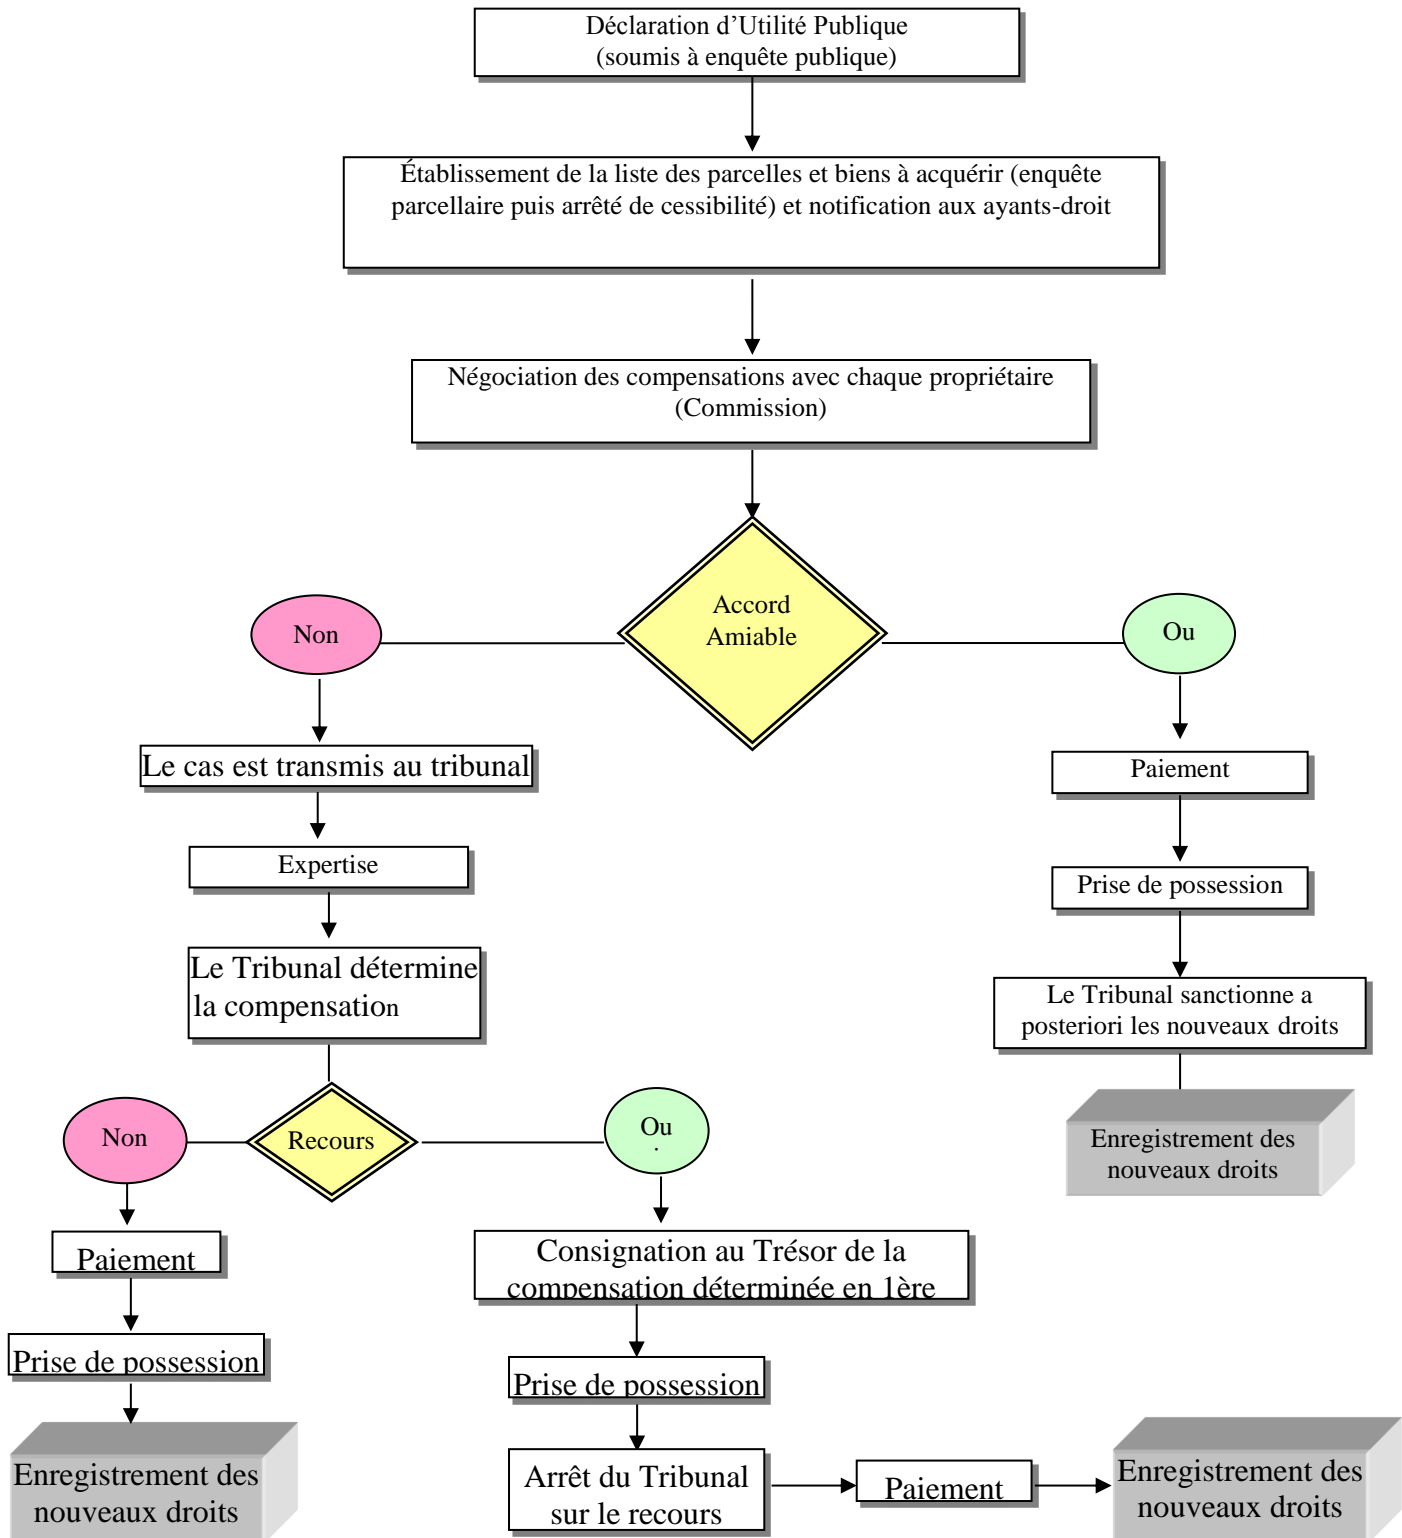 Déclaration d'Utilité Publique
(soumis à enquête publique)
Établissement de la liste des parcelles et biens à acquérir (enquête
parcellaire puis arrêté de cessibilité) et notification aux ayants-droit
Négociation des compensations avec chaque propriétaire
(Commission)
Accord
Amiable
Non
Ou
Le cas est transmis au tribunal
Expertise
Le Tribunal détermine
la compensation
Paiement
Prise de possession
Le Tribunal sanctionne a
posteriori les nouveaux droits
Enregistrement des
nouveaux droits
Recours
Non
Ou
.
Paiement
Prise de possession
Enregistrement des
nouveaux droits
Consignation au Trésor de la
compensation déterminée en 1ère
Prise de possession
Arrêt du Tribunal
sur le recours
Paiement
Enregistrement des
nouveaux droits